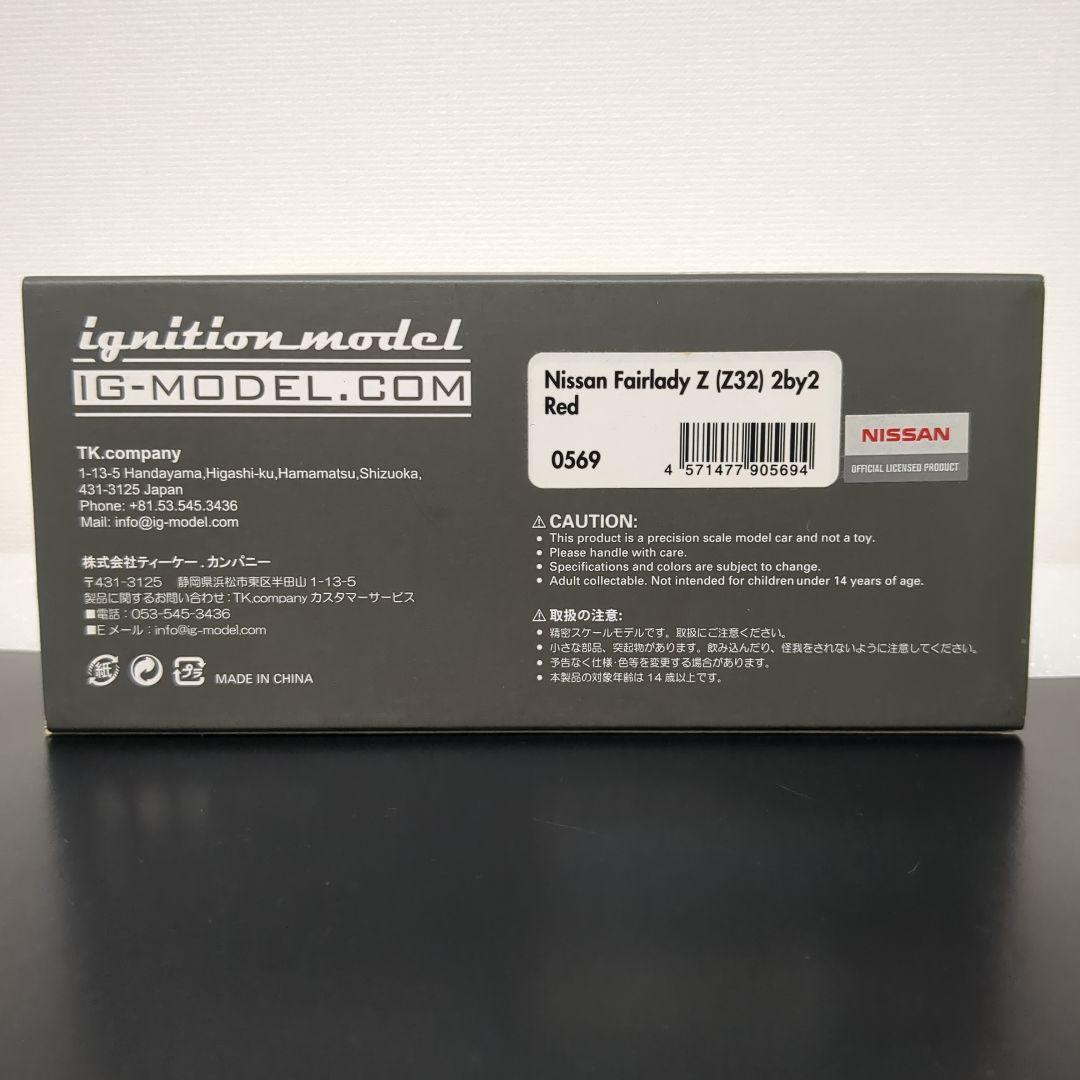 ignition model
IG-MODEL.COM
TK.company
1-13-5 Handayama,Higashi-ku,Hamamatsu,Shizuoka,
431-3125 Japan
Phone: +81.53.545.3436
Mail: info@ig-model.com
株式会社ティーケー.カンパニー
〒431-3125 静岡県浜松市東区半田山1-13-5
製品に関するお問い合わせ：TK.company カスタマーサービス
■電話：053-545-3436
■Eメール：info@ig-model.com
紙
プラ
MADE IN CHINA
Nissan Fairlady Z (Z32) 2by2
Red
0569
4 571477 905694
NISSAN
OFFICIAL LICENSED PRODUCT
⚠ CAUTION:
● This product is a precision scale model car and not a toy.
● Please handle with care.
● Specifications and colors are subject to change.
● Adult collectable. Not intended for children under 14 years of age.
⚠ 取扱の注意:
● 精密スケールモデルです。取扱にご注意ください。
● 小さな部品、突起物があります。飲み込んだり、怪我をされないように注意してください。
● 予告なく仕様･色等を変更する場合があります。
● 本製品の対象年齢は14歳以上です。